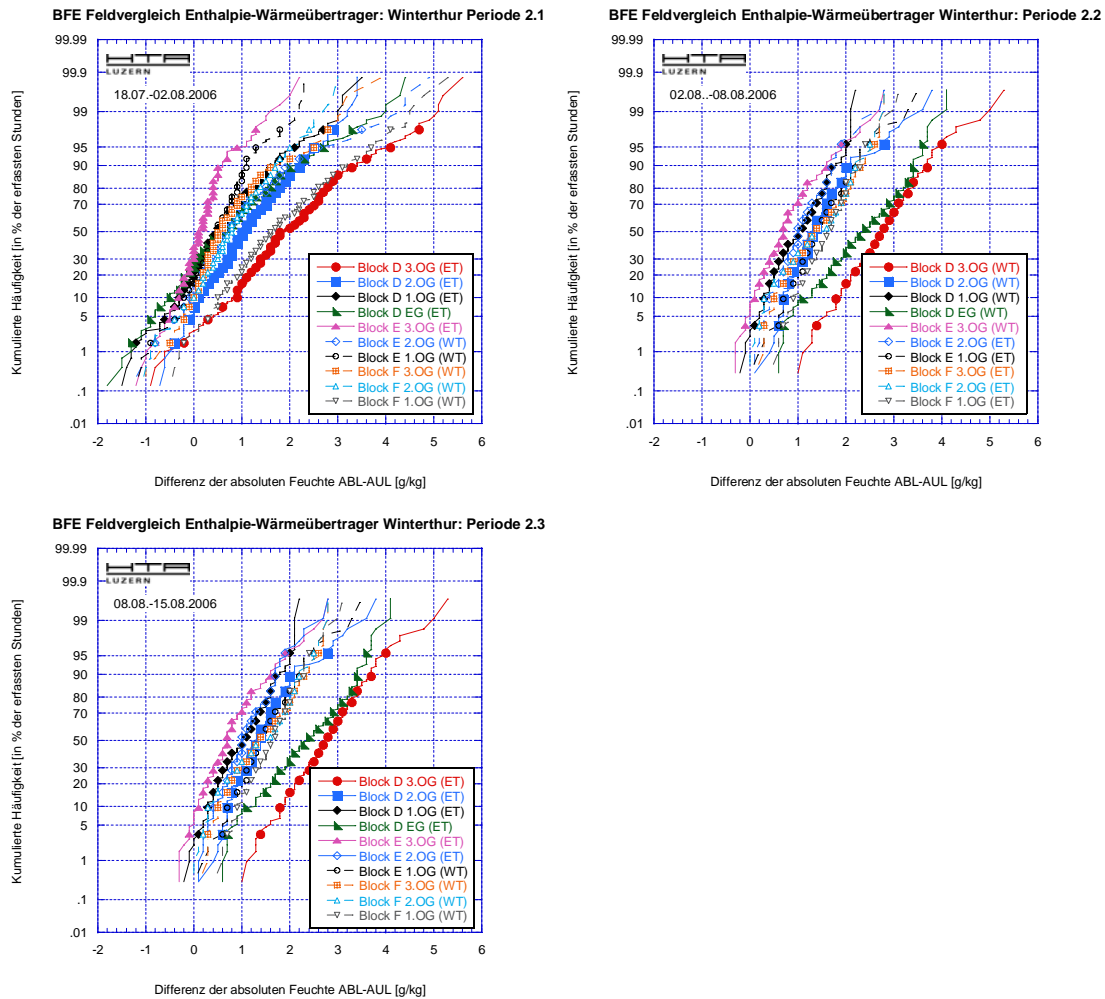 BFE Feldvergleich Enthalpie-Wärmeübertrager: Winterthur Periode 2.1
99.99
99.9
99
95
90
80
70
50
30
20
10
5
1
.1
.01
-2
-1
0
1
2
3
4
5
6
HTA
LUZERN
18.07.-02.08.2006
Kumulierte Häufigkeit [in % der erfassten Stunden]
Differenz der absoluten Feuchte ABL-AUL [g/kg]
Block D 3.OG (ET)
Block D 2.OG (ET)
Block D 1.OG (ET)
Block D EG (ET)
Block E 3.OG (ET)
Block E 2.OG (WT)
Block E 1.OG (WT)
Block F 3.OG (WT)
Block F 2.OG (WT)
Block F 1.OG (WT)
BFE Feldvergleich Enthalpie-Wärmeübertrager Winterthur: Periode 2.2
99.99
99.9
99
95
90
80
70
50
30
20
10
5
1
.1
.01
-2
-1
0
1
2
3
4
5
6
HTA
LUZERN
02.08..-08.08.2006
Kumulierte Häufigkeit [in % der erfassten Stunden]
Differenz der absoluten Feuchte ABL-AUL [g/kg]
Block D 3.OG (WT)
Block D 2.OG (WT)
Block D 1.OG (WT)
Block D EG (WT)
Block E 3.OG (WT)
Block E 2.OG (ET)
Block E 1.OG (ET)
Block F 3.OG (ET)
Block F 2.OG (ET)
Block F 1.OG (ET)
BFE Feldvergleich Enthalpie-Wärmeübertrager Winterthur: Periode 2.3
99.99
99.9
99
95
90
80
70
50
30
20
10
5
1
.1
.01
-2
-1
0
1
2
3
4
5
6
HTA
LUZERN
08.08.-15.08.2006
Kumulierte Häufigkeit [in % der erfassten Stunden]
Differenz der absoluten Feuchte ABL-AUL [g/kg]
Block D 3.OG (ET)
Block D 2.OG (ET)
Block D 1.OG (ET)
Block D EG (ET)
Block E 3.OG (ET)
Block E 2.OG (ET)
Block E 1.OG (WT)
Block F 3.OG (WT)
Block F 2.OG (WT)
Block F 1.OG (WT)